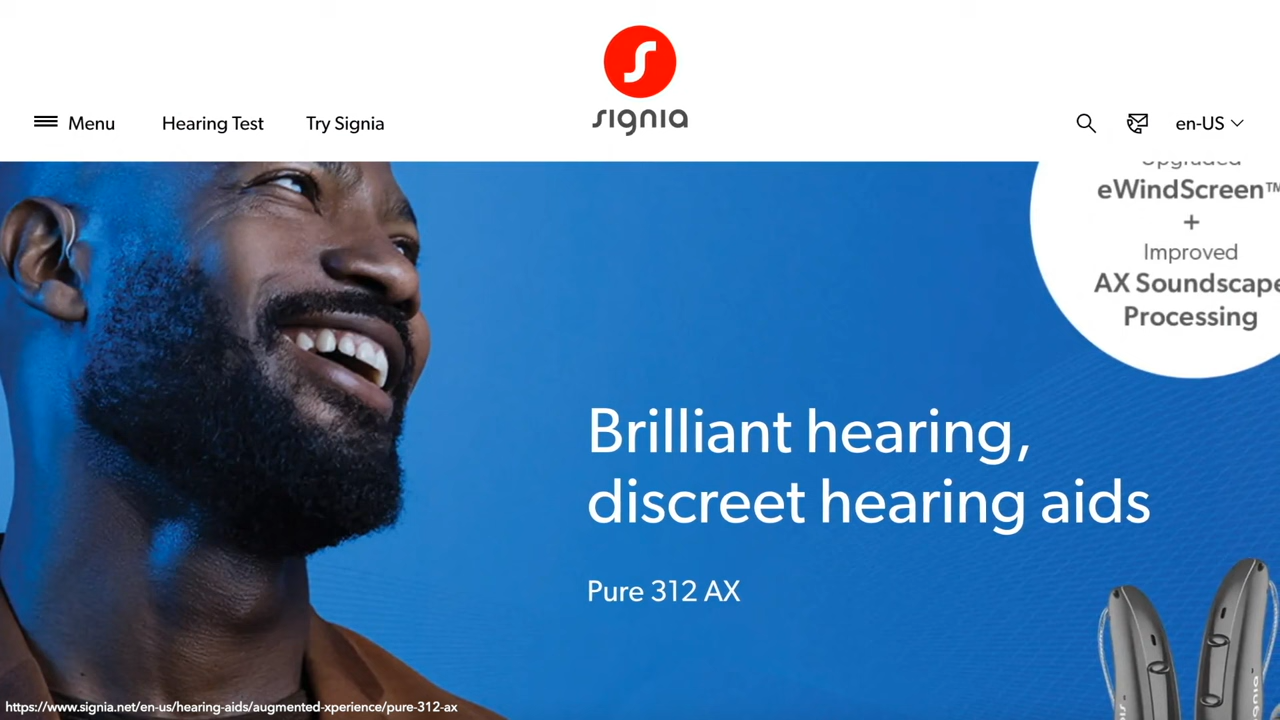 signia
Menu
Hearing Test
Try Signia
en-US
Upgraded
eWindScreen™
+
Improved
AX Soundscape
Processing
Brilliant hearing,
discreet hearing aids
Pure 312 AX
https://www.signia.net/en-us/hearing-aids/augmented-xperience/pure-312-ax